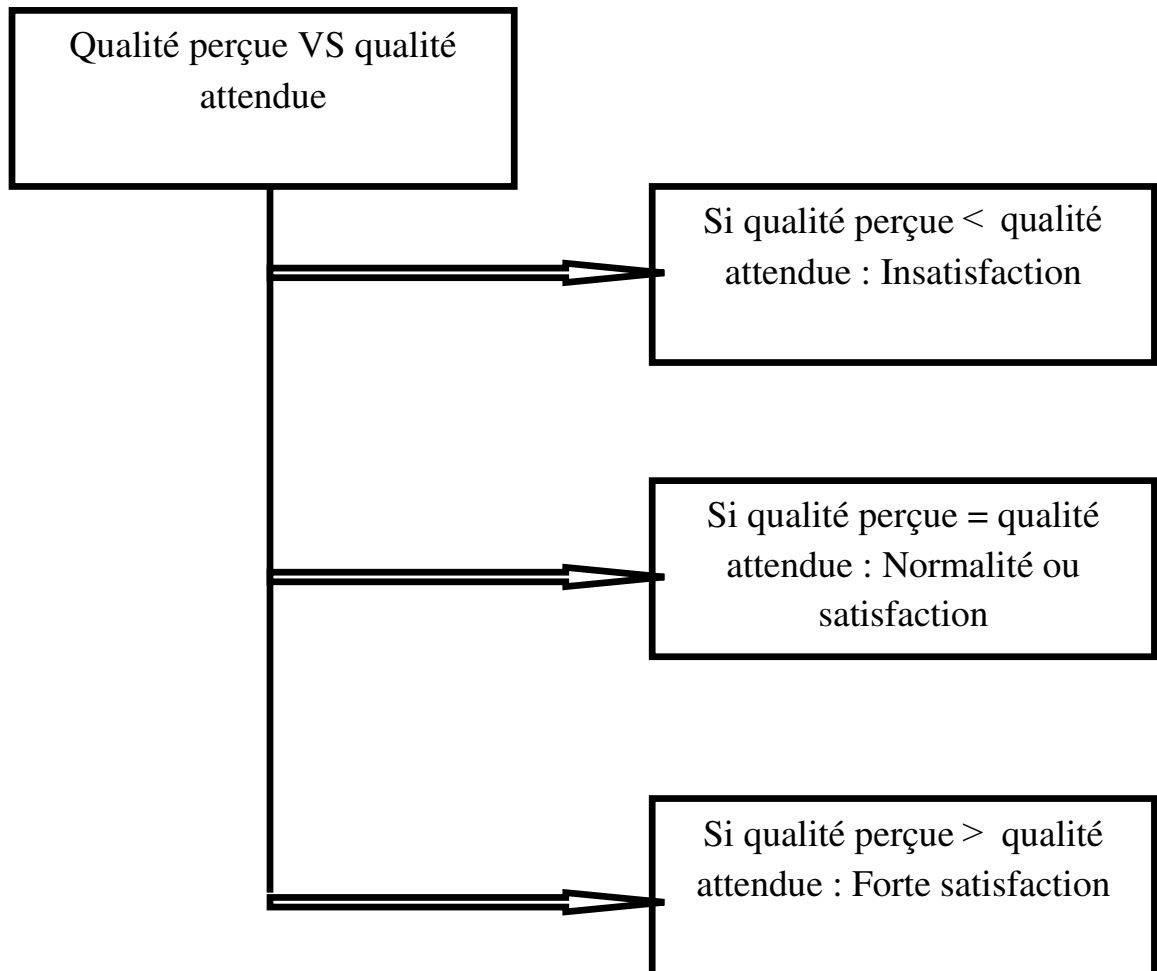 Qualité perçue VS qualité
attendue
Si qualité perçue < qualité
attendue : Insatisfaction
Si qualité perçue = qualité
attendue : Normalité ou
satisfaction
Si qualité perçue > qualité
attendue : Forte satisfaction